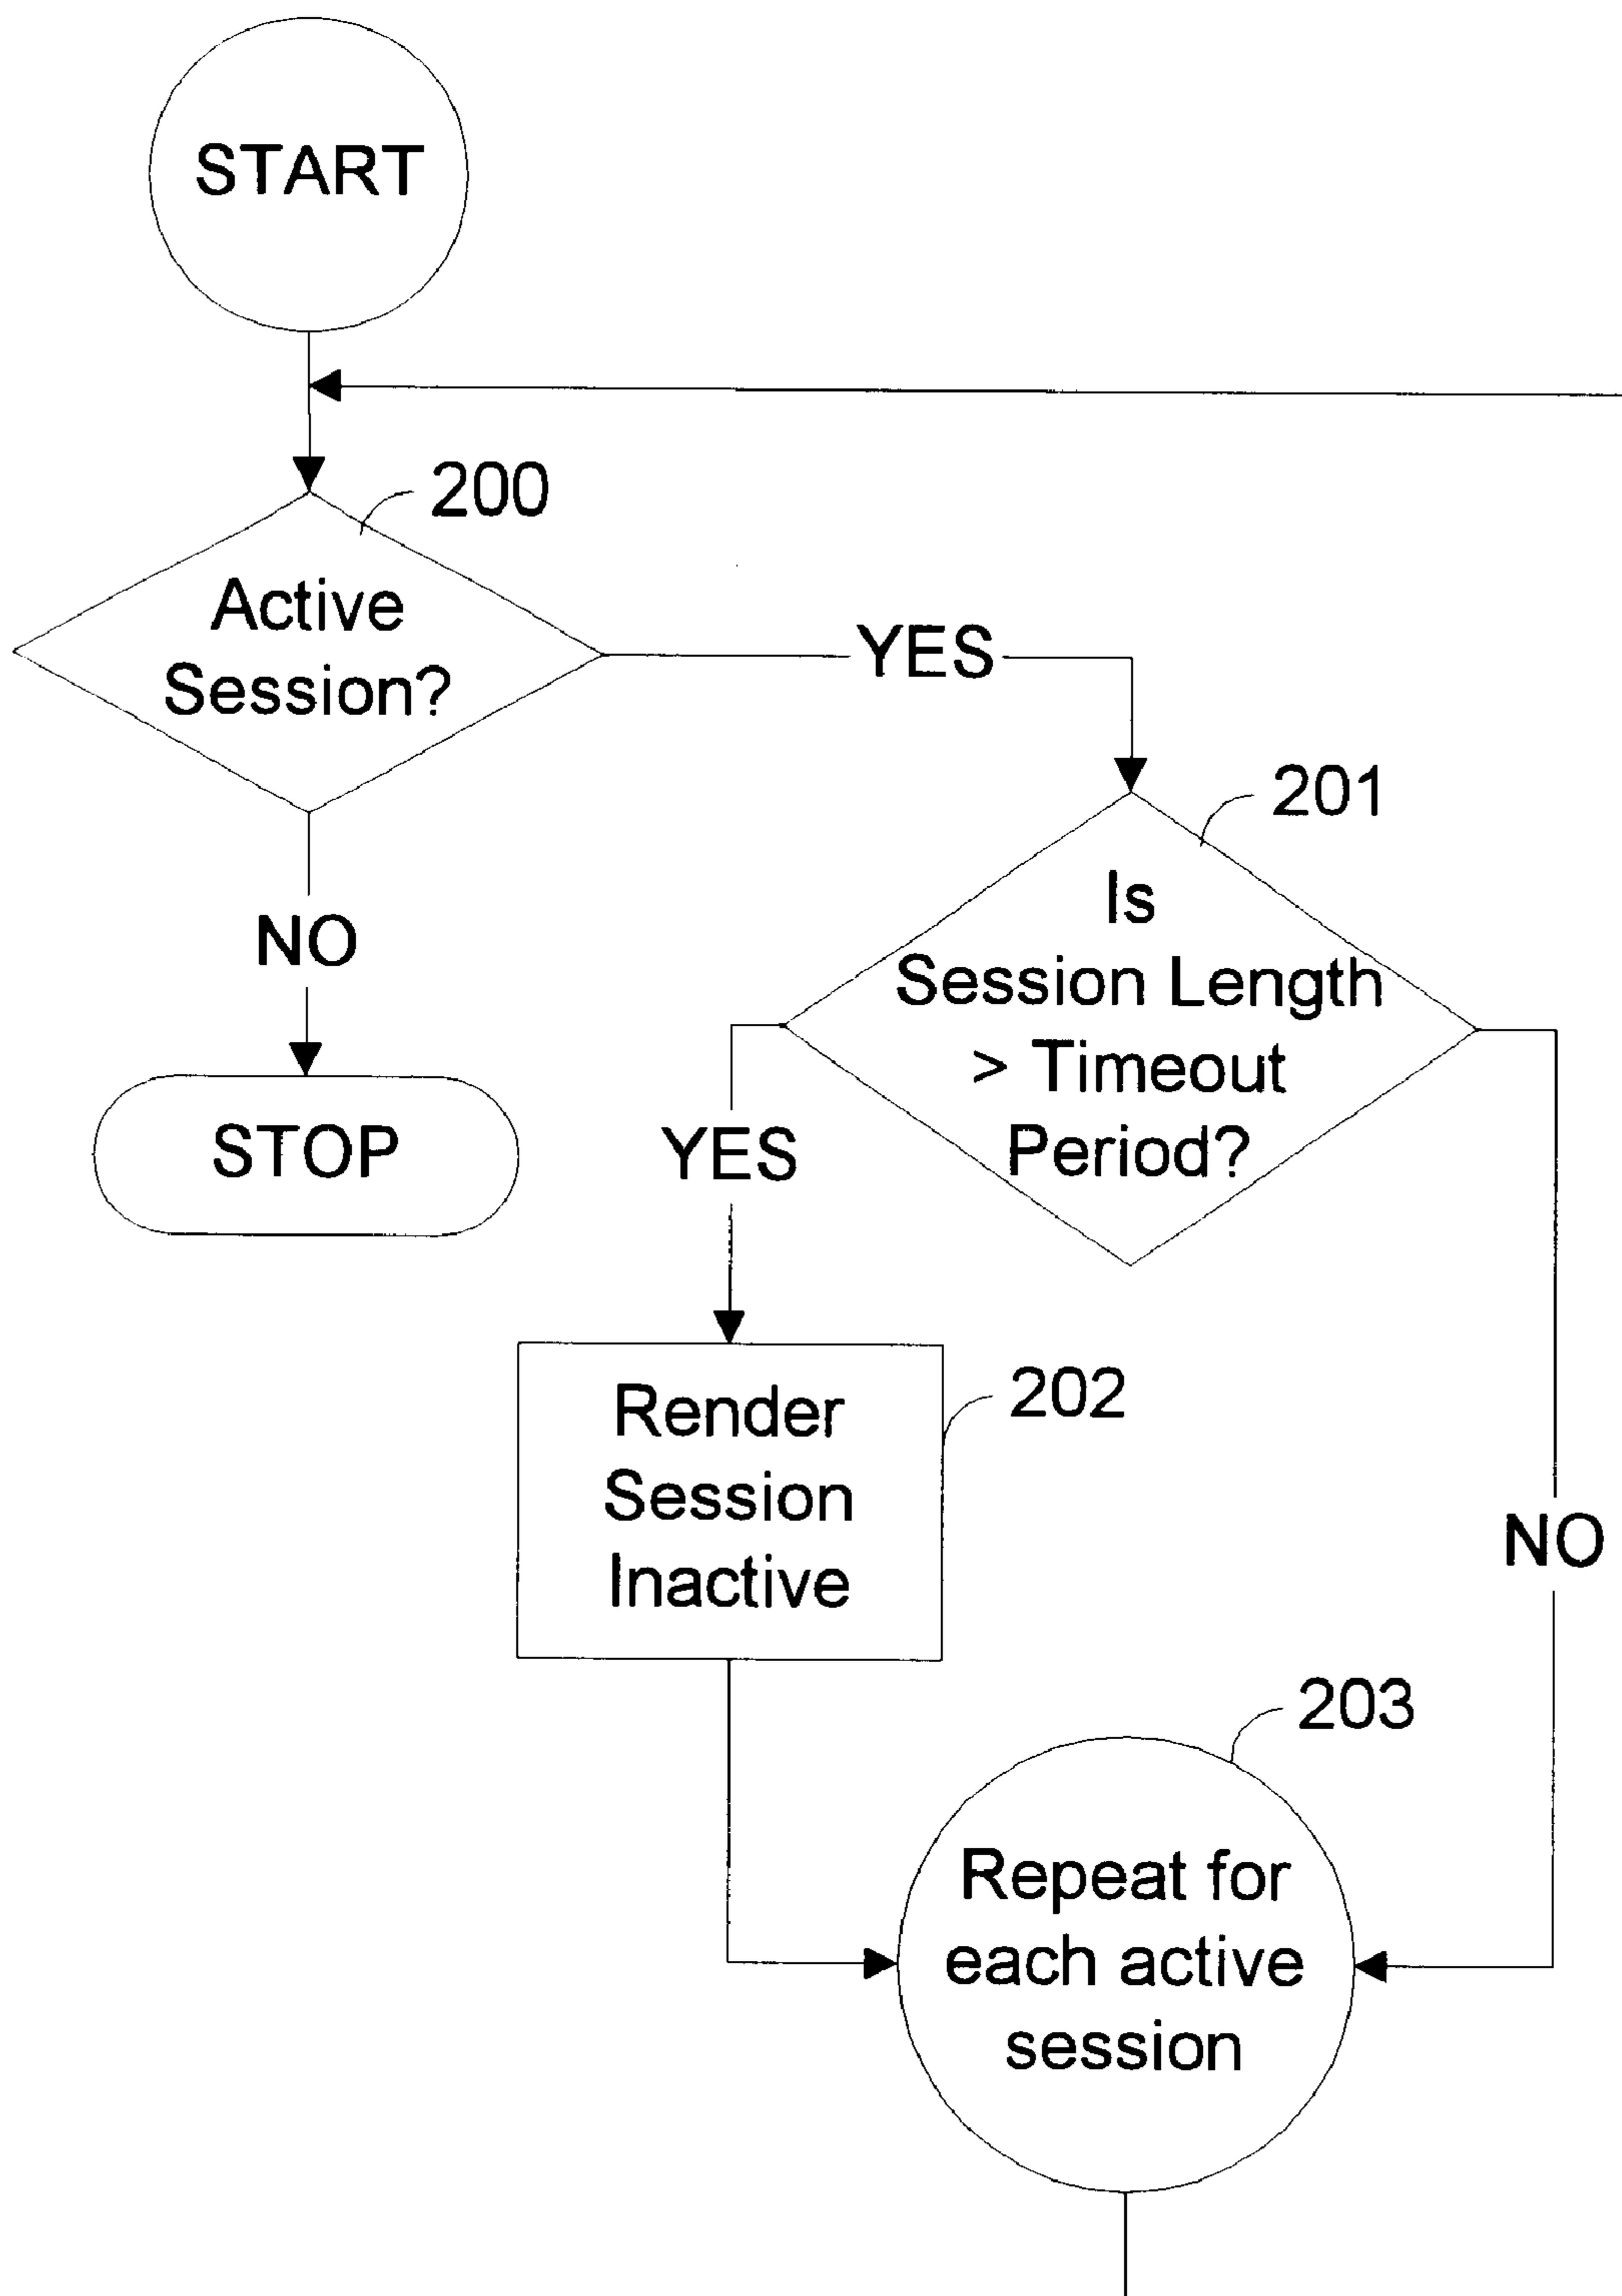 START
200
Active
Session?
YES
NO
STOP
201
Is
Session Length
> Timeout
Period?
YES
NO
202
Render
Session
Inactive
203
Repeat for
each active
session